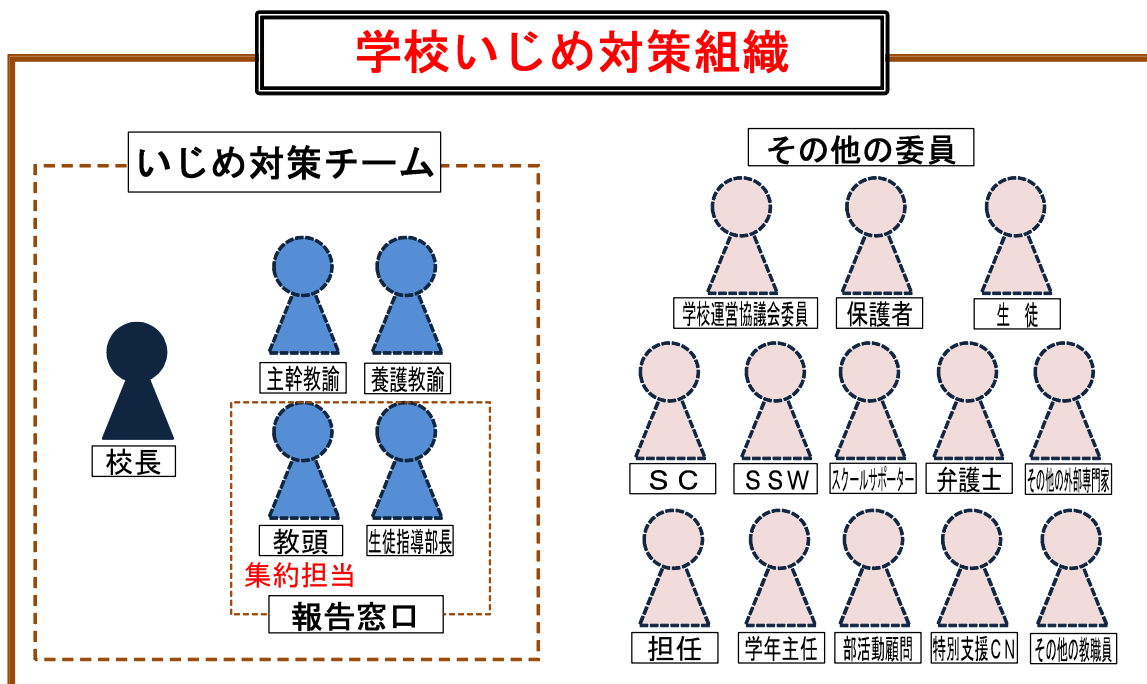 学校いじめ対策組織
いじめ対策チーム
校長
主幹教諭
養護教諭
教頭
生徒指導部長
集約担当
報告窓口
その他の委員
学校運営協議会委員
保護者
生　徒
ＳＣ
ＳＳＷ
スクールサポーター
弁護士
その他の外部専門家
担任
学年主任
部活動顧問
特別支援ＣＮ
その他の教職員